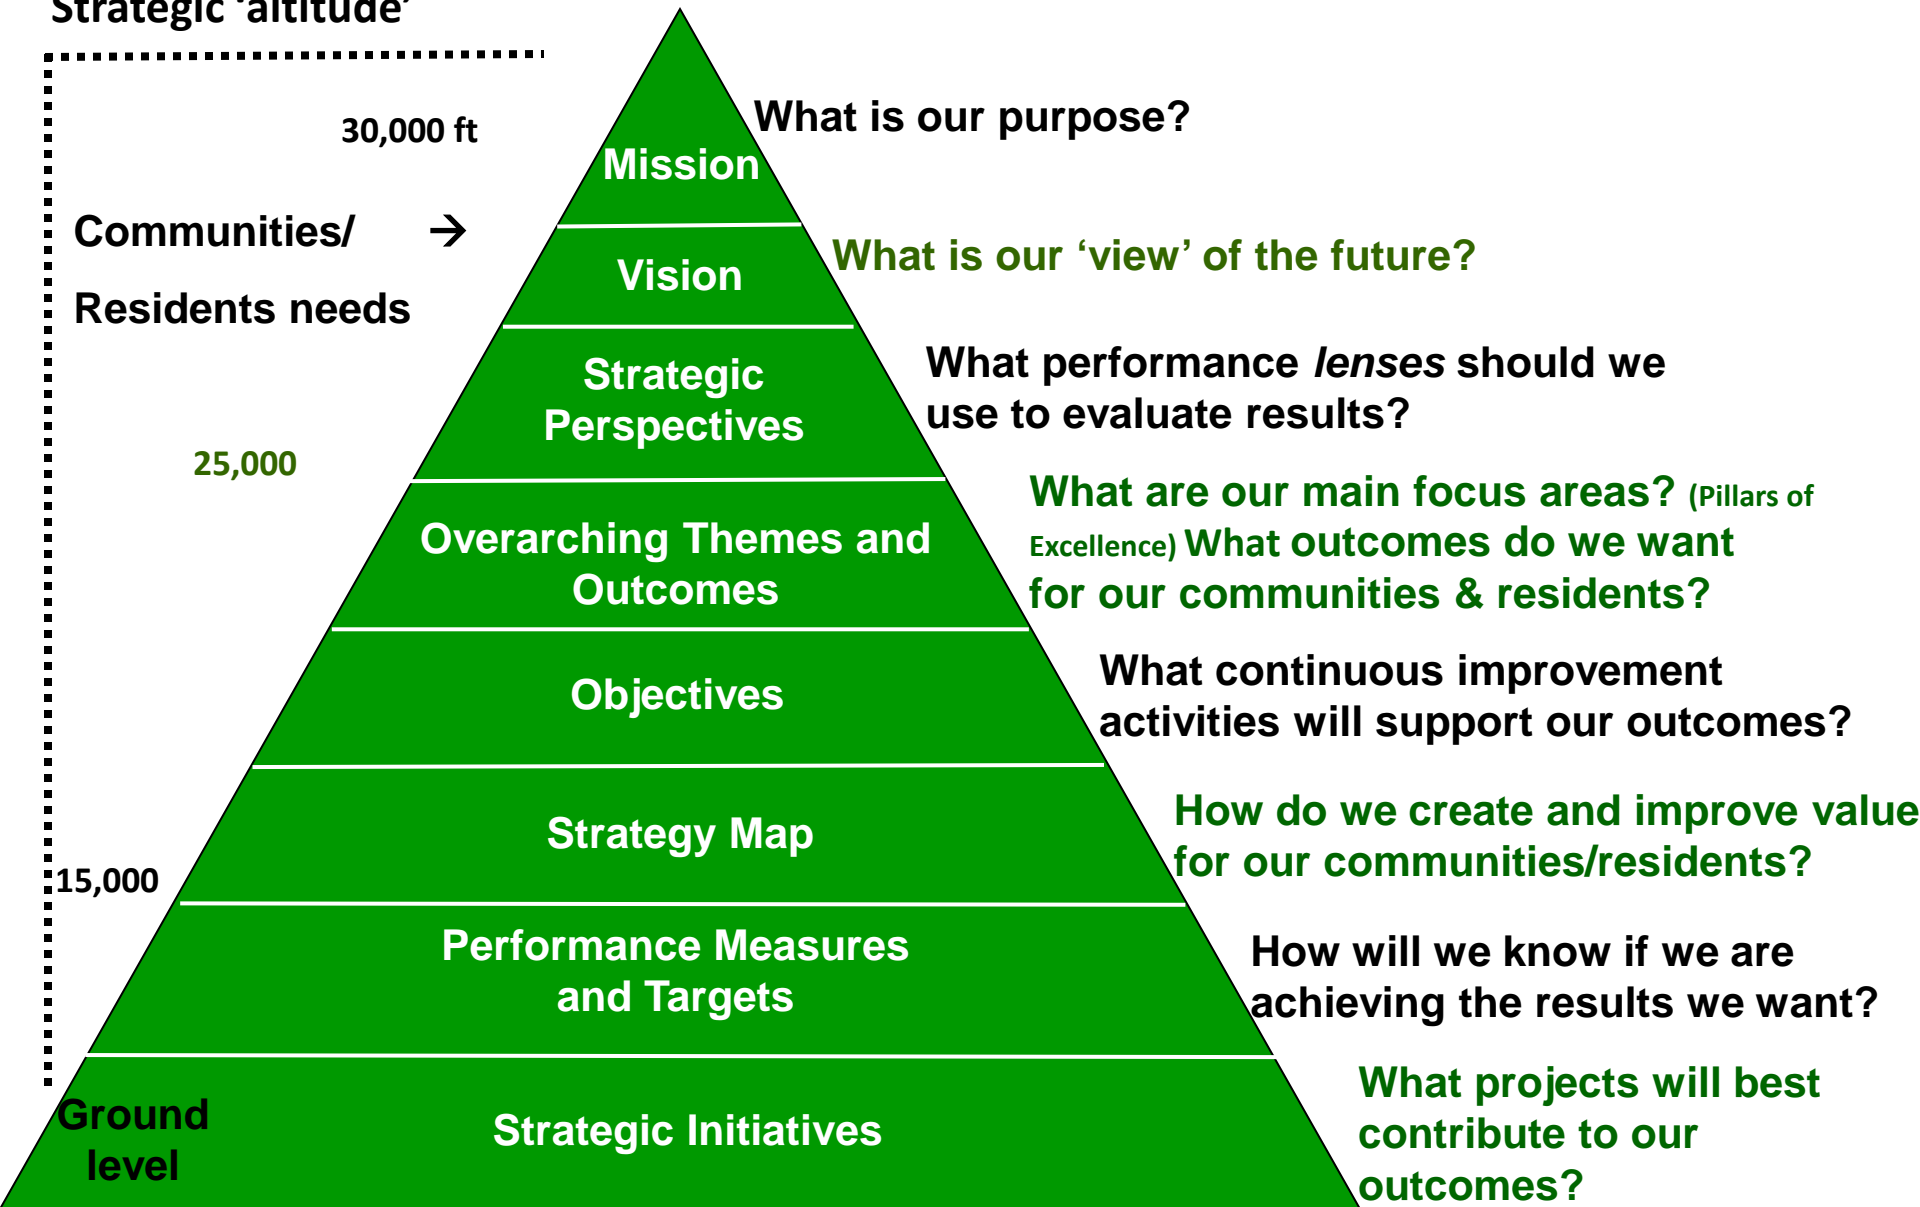 Strategic ‘altitude’
30,000 ft
What is our purpose?
Mission
Communities/ →
Residents needs
Vision
What is our ‘view’ of the future?
Strategic
Perspectives
What performance lenses should we
use to evaluate results?
25,000
Overarching Themes and
Outcomes
What are our main focus areas? (Pillars of
Excellence) What outcomes do we want
for our communities & residents?
Objectives
What continuous improvement
activities will support our outcomes?
Strategy Map
How do we create and improve value
for our communities/residents?
15,000
Performance Measures
and Targets
How will we know if we are
achieving the results we want?
Ground
level
Strategic Initiatives
What projects will best
contribute to our
outcomes?